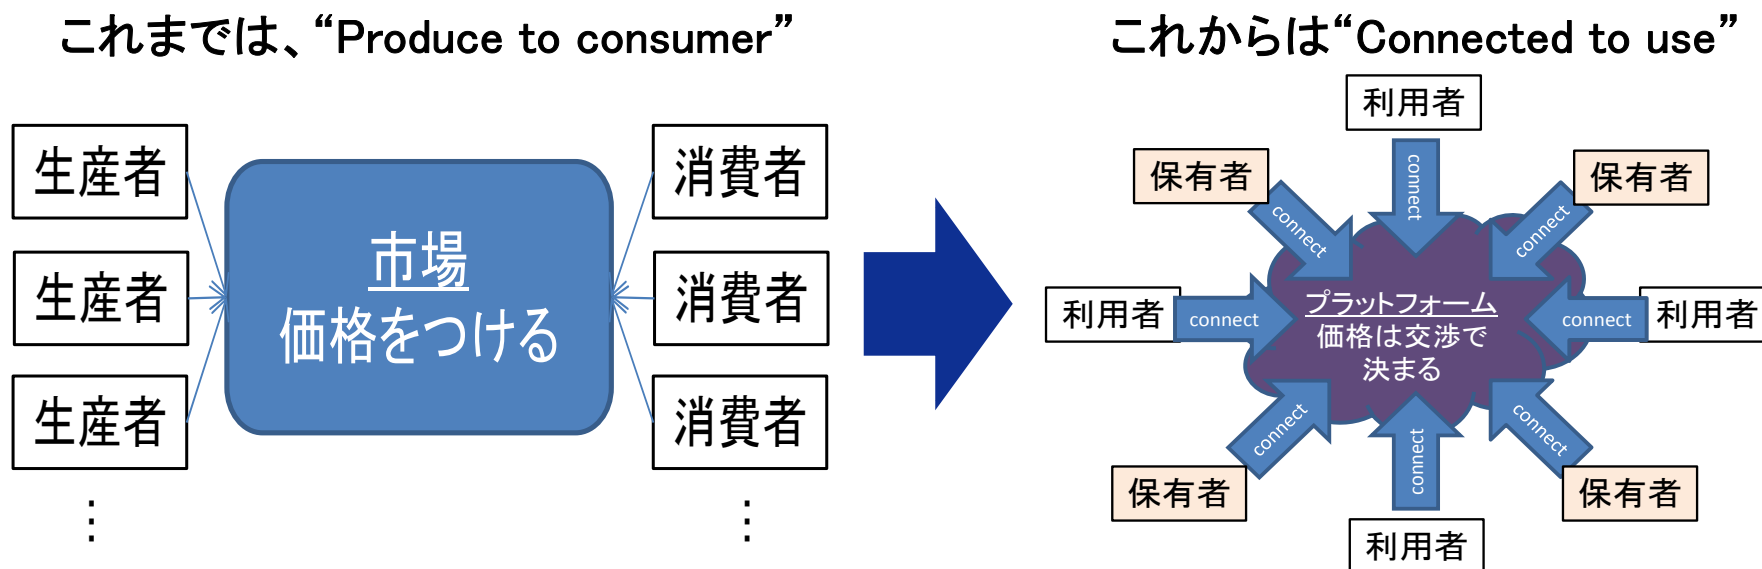 これまでは、“Produce to consumer”
生産者
生産者
生産者
⋮
市場
価格をつける
消費者
消費者
消費者
⋮
これからは“Connected to use”
利用者
保有者
保有者
利用者
利用者
保有者
保有者
利用者
connect
connect
connect
connect
connect
connect
connect
connect
プラットフォーム
価格は交渉で
決まる